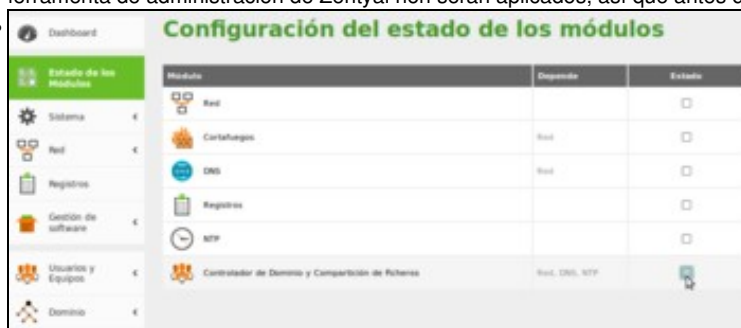 ferramenta de administración de Zentyal non serán aplicados, así que antes
Dashboard
Configuración del estado de los módulos
Estado de los Módulos
Módulo Depende Estado
Red
Sistema
Cortafuegos Red
Red
DNS Red
Registros
Registros
Gestión de software
NTP
Usuarios y Equipos
Controlador de Dominio y Compartición de Ficheros Red, DNS, NTP
Dominio